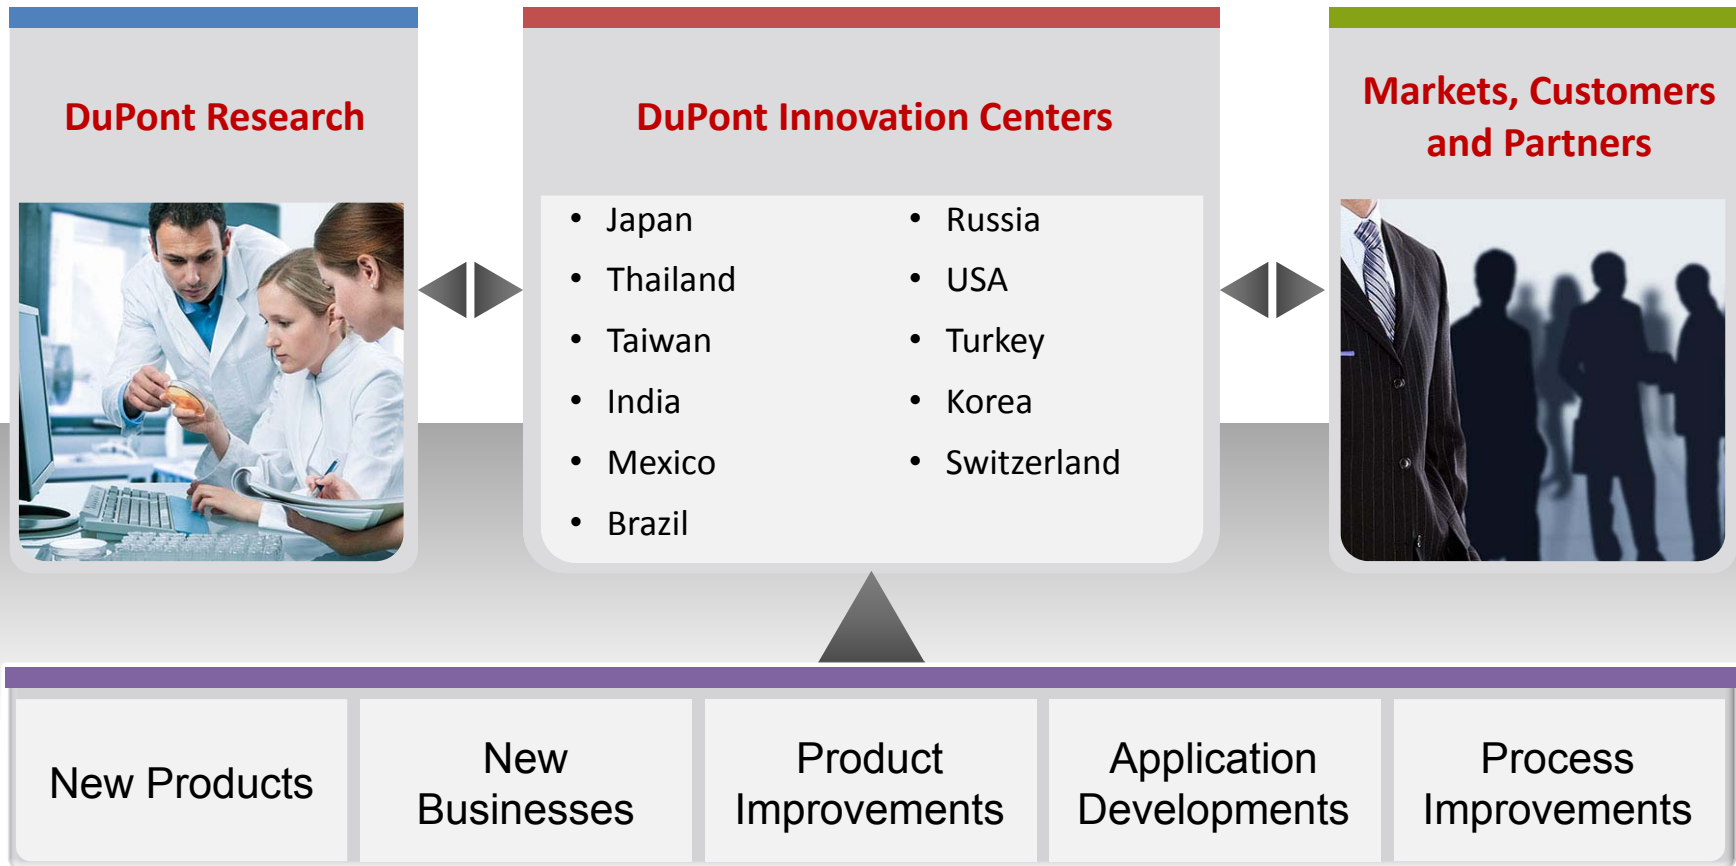 DuPont Research
DuPont Innovation Centers
• Japan
• Thailand
• Taiwan
• India
• Mexico
• Brazil
• Russia
• USA
• Turkey
• Korea
• Switzerland
Markets, Customers
and Partners
New Products
New
Businesses
Product
Improvements
Application
Developments
Process
Improvements